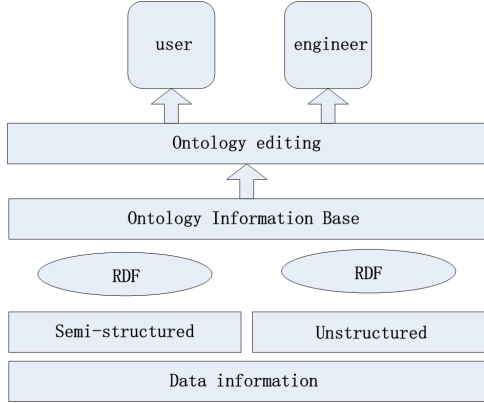 user
engineer
Ontology editing
Ontology Information Base
RDF
RDF
Semi-structured
Unstructured
Data information